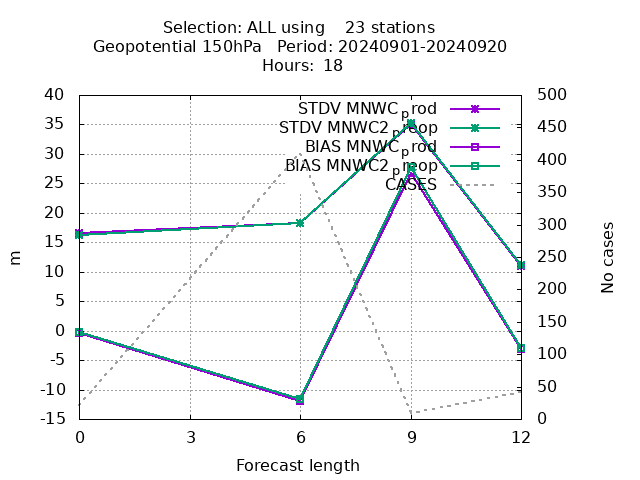 Selection: ALL using    23 stations
Geopotential 150hPa   Period: 20240901-20240920
Hours: 18
STDV MNWC_prod
STDV MNWC2_preop
BIAS MNWC_prod
BIAS MNWC2_preop
CASES
40
35
30
25
20
15
10
5
0
-5
-10
-15
m
500
450
400
350
300
250
200
150
100
50
0
No cases
0 3 6 9 12
Forecast length